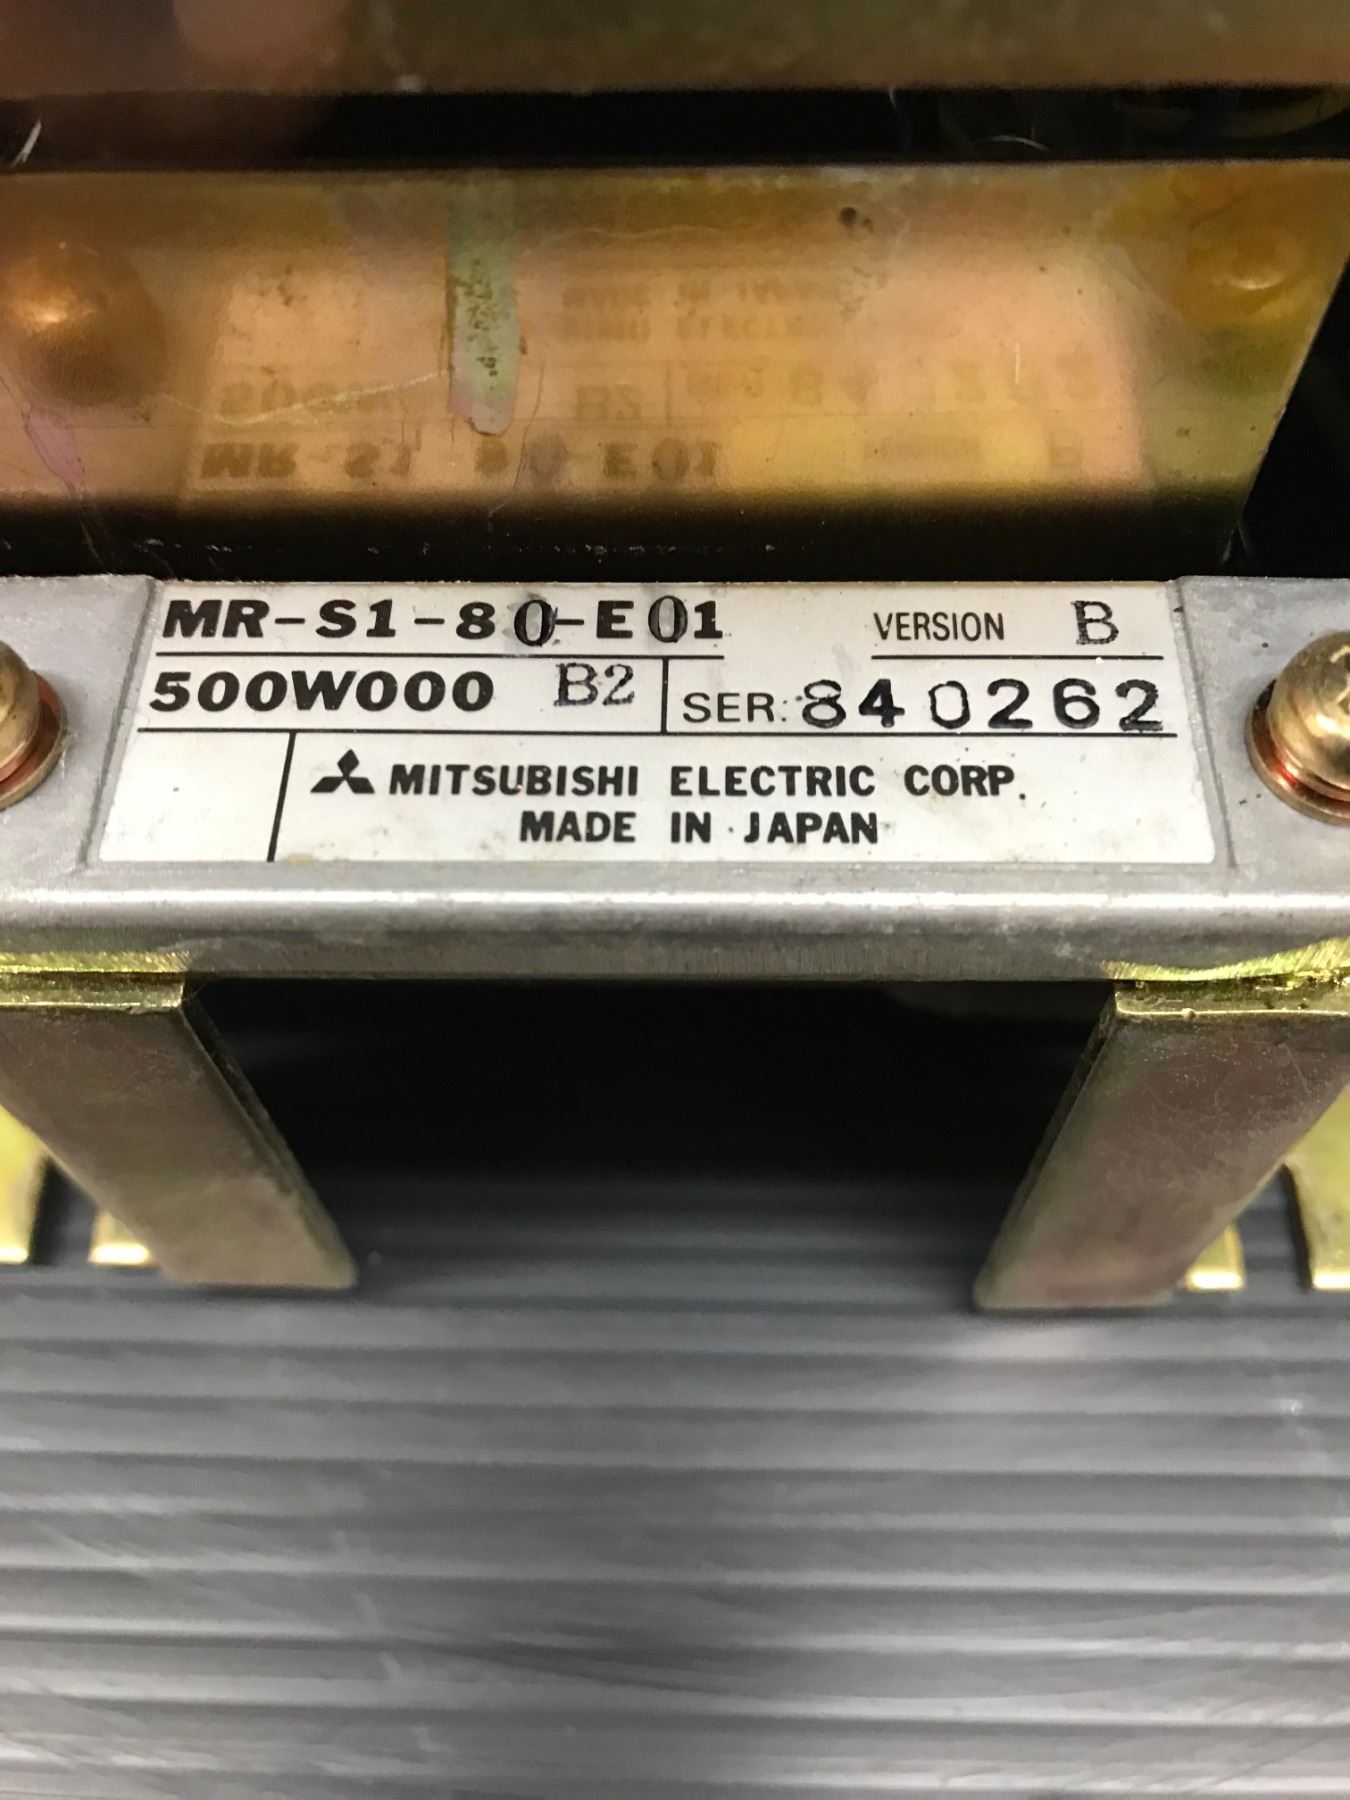 MR-S1-80-E01 VERSION B
500W000 B2 SER: 840262
MITSUBISHI ELECTRIC CORP.
MADE IN JAPAN